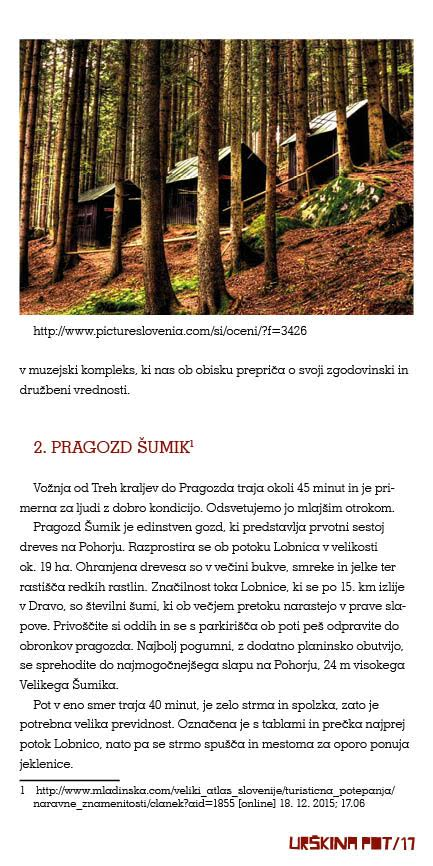 http://www.pictureslovenia.com/si/oceni/?f=3426
v muzejski kompleks, ki nas ob obisku prepriča o svoji zgodovinski in
družbeni vrednosti.
2. PRAGOZD ŠUMIK1
Vožnja od Treh kraljev do Pragozda traja okoli 45 minut in je pri-
merna za ljudi z dobro kondicijo. Odsvetujemo jo mlajšim otrokom.
Pragozd Šumik je edinstven gozd, ki predstavlja prvotni sestoj
dreves na Pohorju. Razprostira se ob potoku Lobnica v velikosti
ok. 19 ha. Ohranjena drevesa so v večini bukve, smreke in jelke ter
rastišča redkih rastlin. Značilnost toka Lobnice, ki se po 15. km izlije
v Dravo, so številni šumi, ki ob večjem pretoku narastejo v prave sla-
pove. Privoščite si oddih in se s parkirišča ob poti peš odpravite do
obronkov pragozda. Najbolj pogumni, z dodatno planinsko obutvijo,
se sprehodite do najmogočnejšega slapu na Pohorju, 24 m visokega
Velikega Šumika.
Pot v eno smer traja 40 minut, je zelo strma in spolzka, zato je
potrebna velika previdnost. Označena je s tablami in prečka najprej
potok Lobnico, nato pa se strmo spušča in mestoma za oporo ponuja
jeklenice.
1 http://www.mladinska.com/veliki_atlas_slovenije/turisticna_potepanja/
naravne_znamenitosti/clanek?aid=1855 [online] 18. 12. 2015; 17.06
URŠKINA POT/17